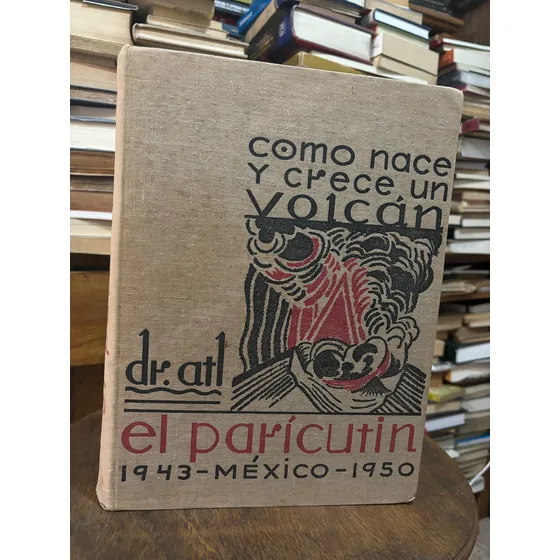 como nace
y crece un
volcán
dr. atl
el parícutin
1943-MÉXICO-1950